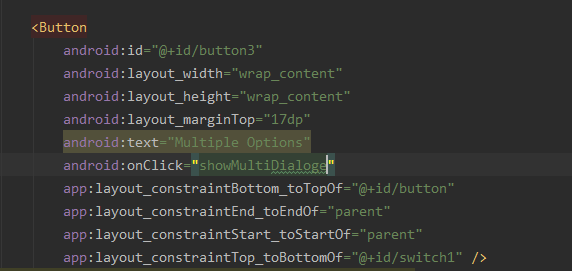 <Button
android:id="@+id/button3"
android:layout_width="wrap_content"
android:layout_height="wrap_content"
android:layout_marginTop="17dp"
android:text="Multiple Options"
android:onClick="showMultiDialoge"
app:layout_constraintBottom_toTopOf="@+id/button"
app:layout_constraintEnd_toEndOf="parent"
app:layout_constraintStart_toStartOf="parent"
app:layout_constraintTop_toBottomOf="@+id/switch1" />